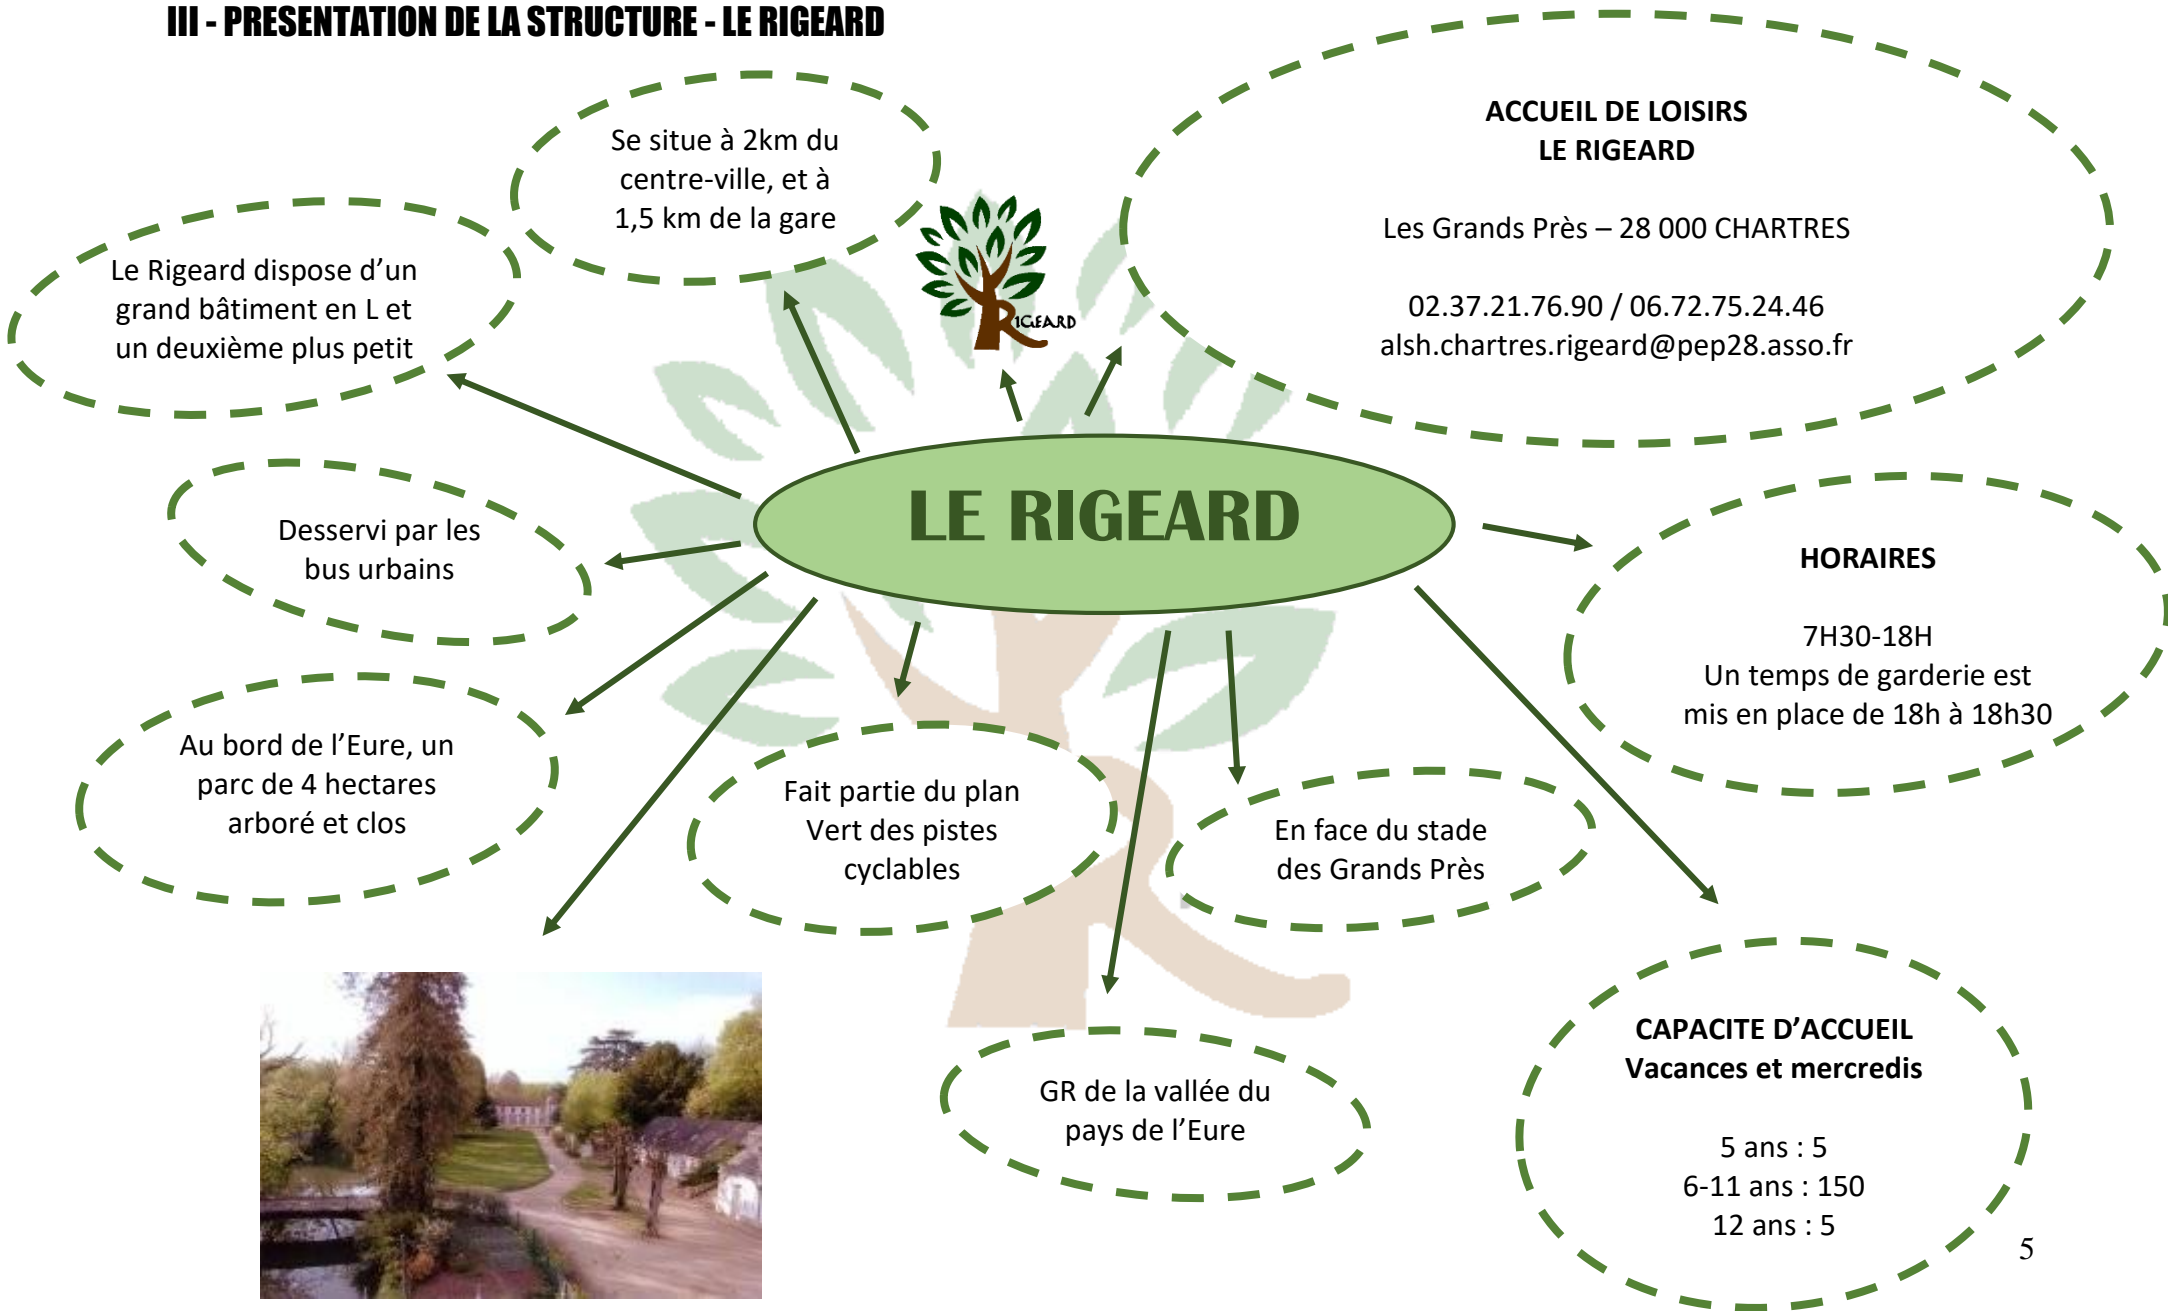 III - PRESENTATION DE LA STRUCTURE - LE RIGEARD
Se situe à 2km du
centre-ville, et à
1,5 km de la gare
Le Rigeard dispose d’un
grand bâtiment en L et
un deuxième plus petit
RIGEARD
ACCUEIL DE LOISIRS
LE RIGEARD
Les Grands Près – 28 000 CHARTRES
02.37.21.76.90 / 06.72.75.24.46
alsh.chartres.rigeard@pep28.asso.fr
LE RIGEARD
Desservi par les
bus urbains
HORAIRES
7H30-18H
Un temps de garderie est
mis en place de 18h à 18h30
Au bord de l’Eure, un
parc de 4 hectares
arboré et clos
Fait partie du plan
Vert des pistes
cyclables
En face du stade
des Grands Près
GR de la vallée du
pays de l’Eure
CAPACITE D’ACCUEIL
Vacances et mercredis
5 ans : 5
6-11 ans : 150
12 ans : 5
5